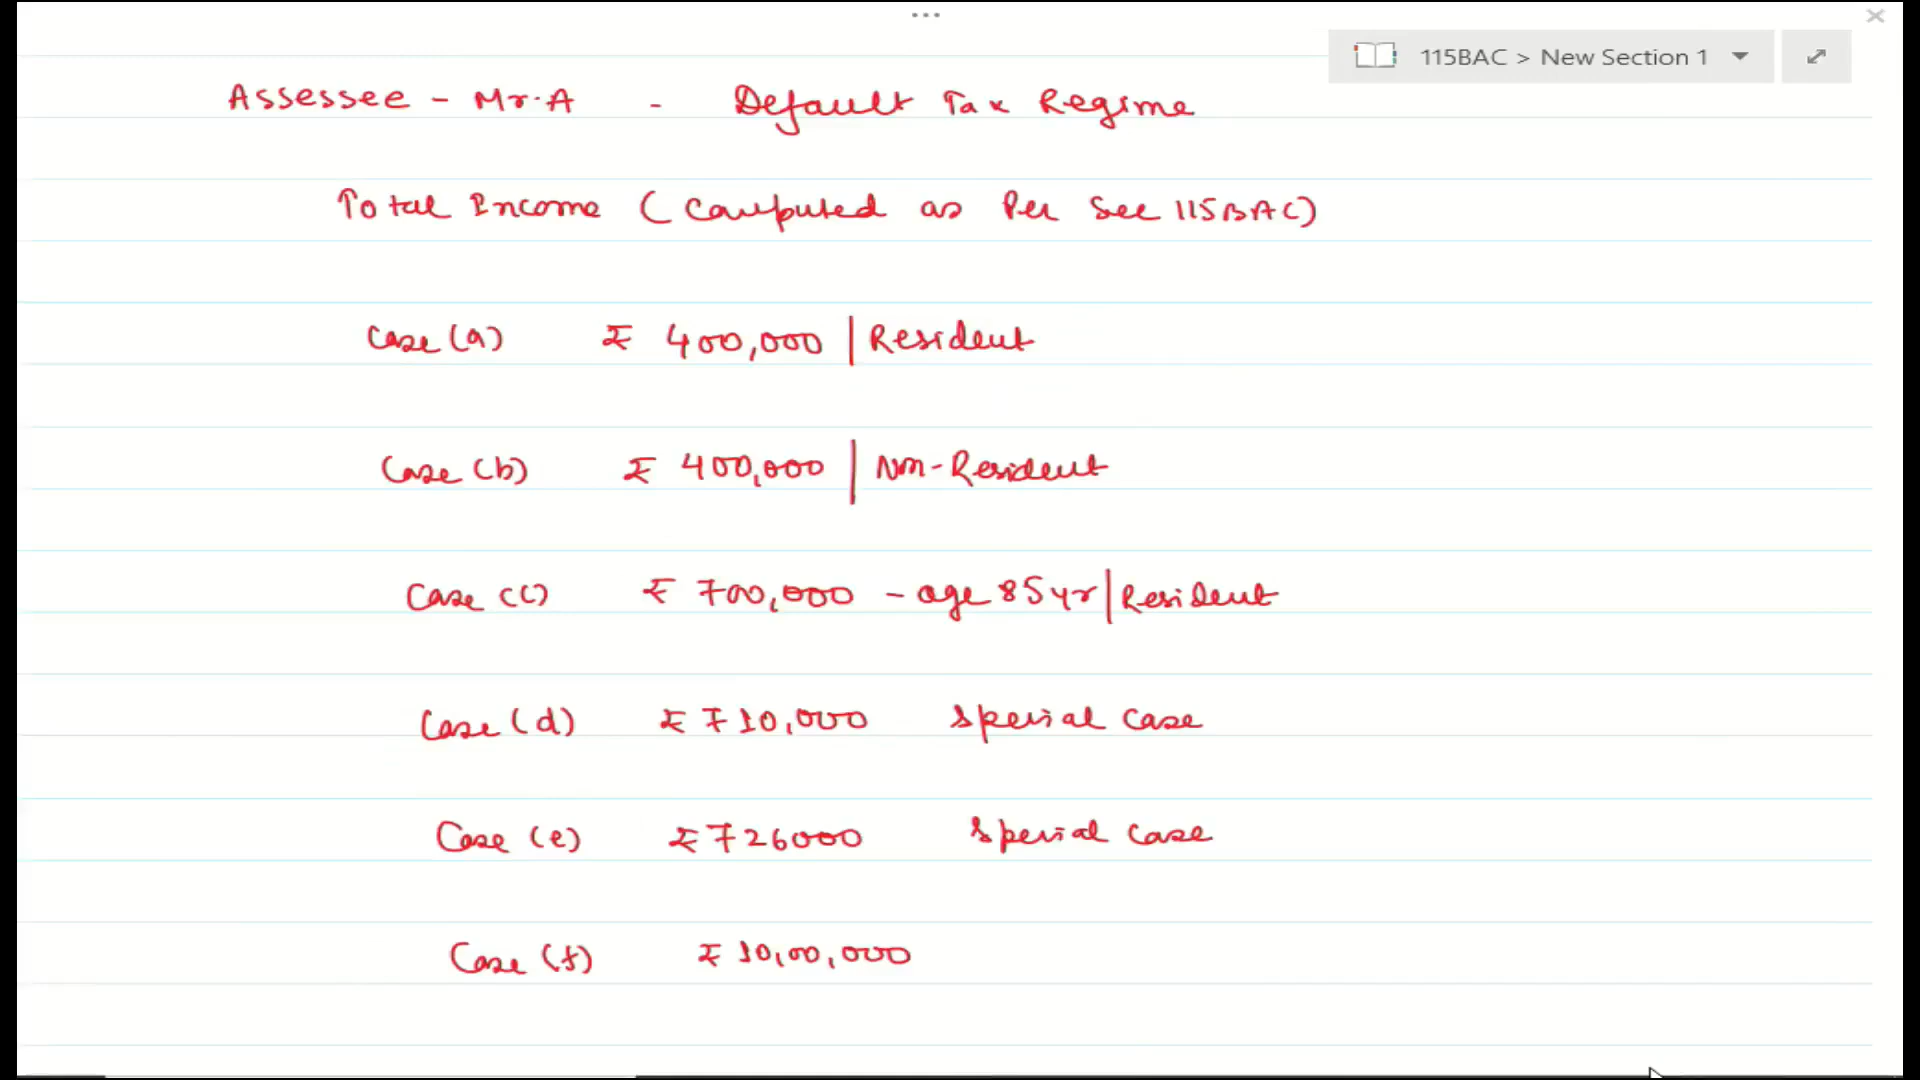 115BAC > New Section 1
Assessee - Mr. A - Default Tax Regime
Total Income (Computed as Per Sec 115BAC)
Case (a) ₹ 400,000 | Resident
Case (b) ₹ 400,000 | Non-Resident
Case (c) ₹ 700,000 - age 85 yr | Resident
Case (d) ₹ 710,000 Special Case
Case (e) ₹ 726000 Special Case
Case (f) ₹ 10,00,000